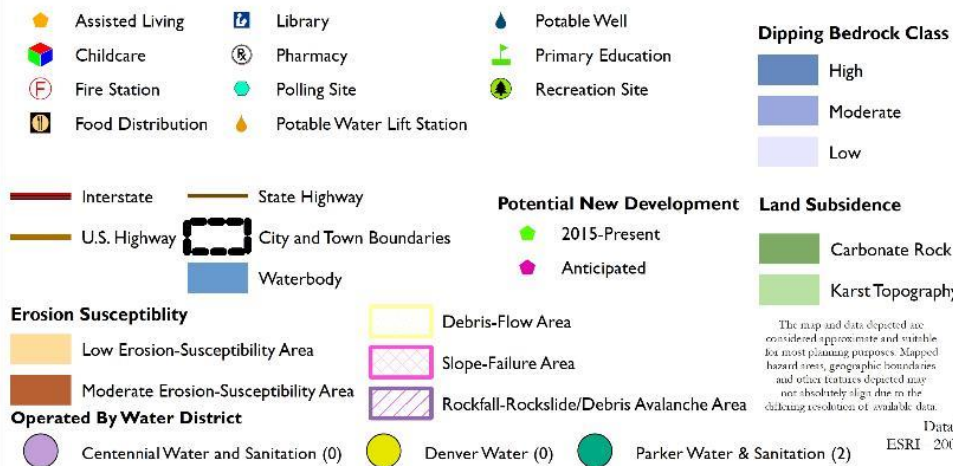 Assisted Living
Library
Potable Well
Childcare
Pharmacy
Primary Education
Fire Station
Polling Site
Recreation Site
Food Distribution
Potable Water Lift Station
Dipping Bedrock Class
High
Moderate
Low
Interstate
State Highway
U.S. Highway
City and Town Boundaries
Waterbody
Potential New Development
2015-Present
Anticipated
Land Subsidence
Carbonate Rock
Karst Topography
Erosion Susceptiblity
Low Erosion-Susceptibility Area
Moderate Erosion-Susceptibility Area
Debris-Flow Area
Slope-Failure Area
Rockfall-Rockslide/Debris Avalanche Area
The map and data depicted are
considered approximate and suitable
for most planning purposes. Mapped
hazard areas, geographic boundaries
and other features depicted may
not absolutely align due to the
differing resolution of available data.
Data
ESRI 200
Operated By Water District
Centennial Water and Sanitation (0)
Denver Water (0)
Parker Water & Sanitation (2)